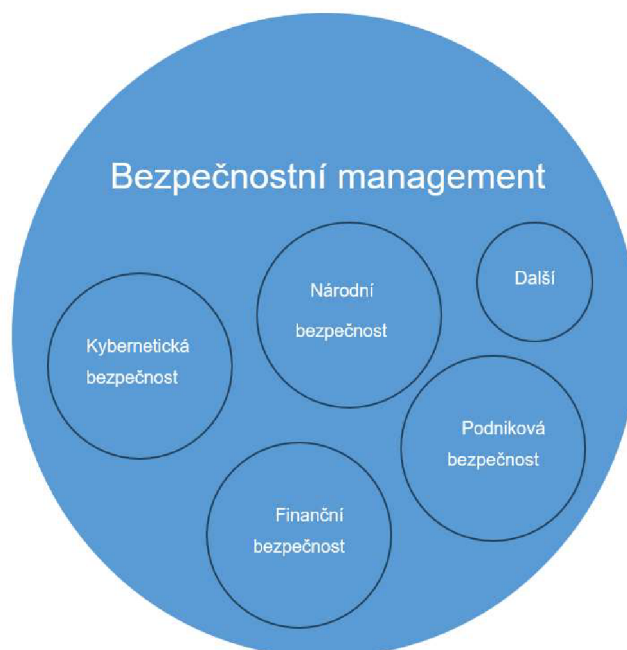 Bezpečnostní management
Národní
bezpečnost
Další
Kybernetická
bezpečnost
Podniková
bezpečnost
Finanční
bezpečnost